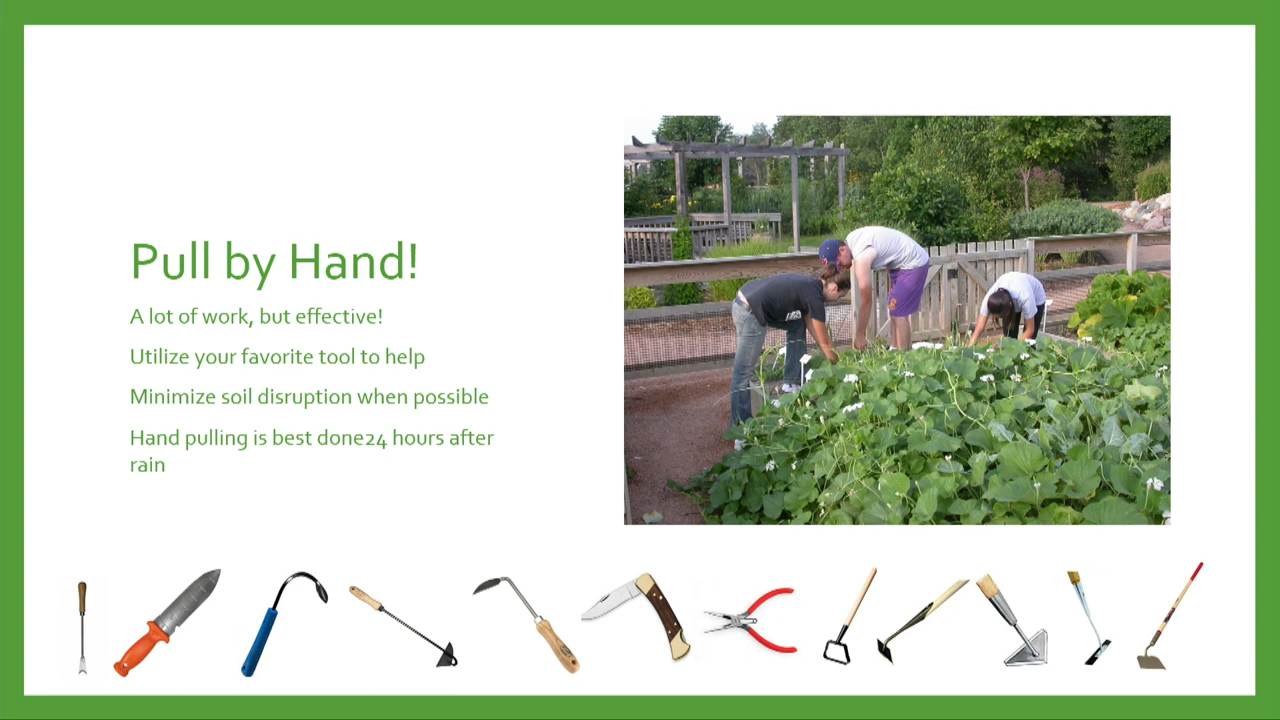 Pull by Hand!
A lot of work, but effective!
Utilize your favorite tool to help
Minimize soil disruption when possible
Hand pulling is best done24 hours after
rain